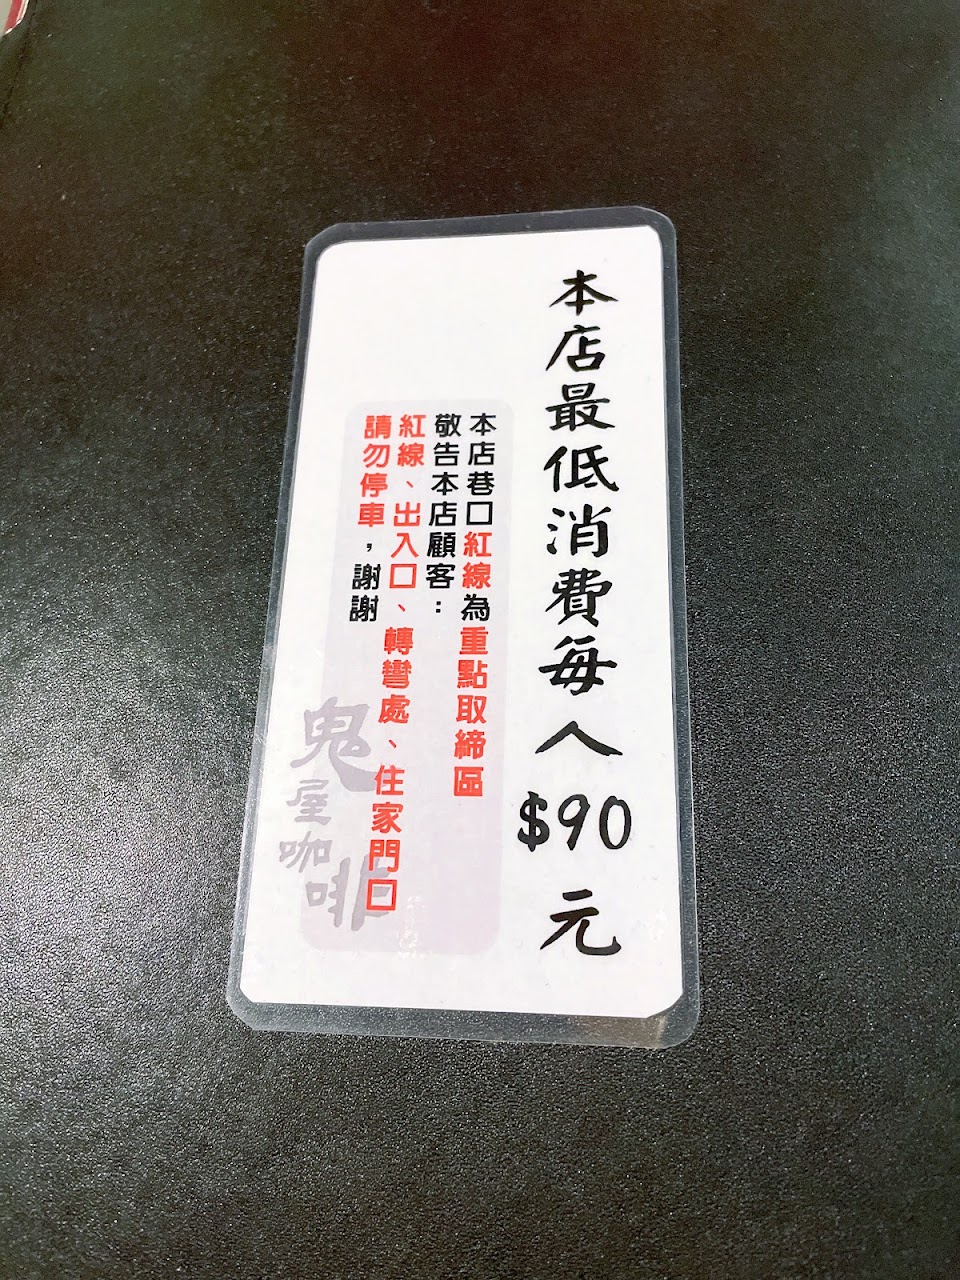 本店最低消費每人$90元
本店巷口紅線為重點取締區
敬告本店顧客：
紅線、出入口、轉彎處、住家門口
請勿停車，謝謝
鬼屋咖啡